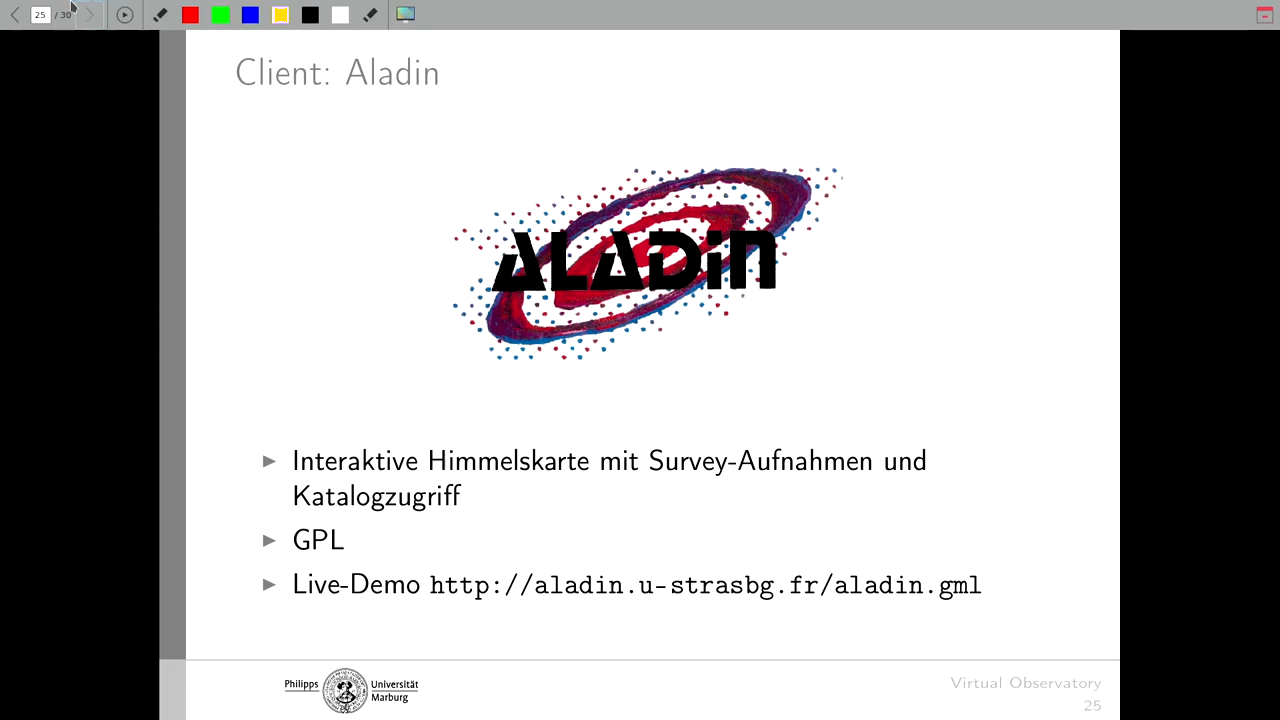 25 / 30
Client: Aladin
ALADin
Interaktive Himmelskarte mit Survey-Aufnahmen und
Katalogzugriff
GPL
Live-Demo http://aladin.u-strasbg.fr/aladin.gml
Philipps Universität
Marburg
Virtual Observatory
25